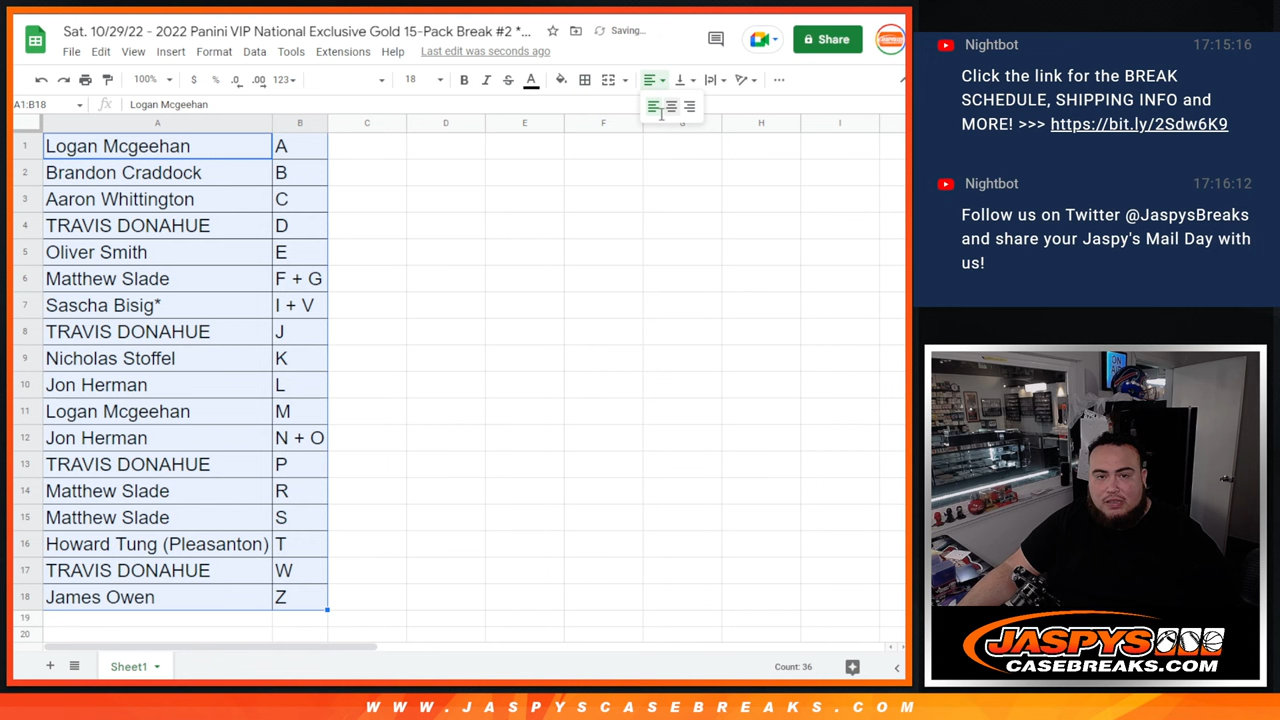 Sat. 10/29/22 - 2022 Panini VIP National Exclusive Gold 15-Pack Break #2 *...
Saving...
Share
File Edit View Insert Format Data Tools Extensions Help Last edit was seconds ago
100% $ % .0 .00 123 18 B I S A
A1:B18 fx Logan Mcgeehan
A B C D E F G H I
1 Logan Mcgeehan A
2 Brandon Craddock B
3 Aaron Whittington C
4 TRAVIS DONAHUE D
5 Oliver Smith E
6 Matthew Slade F + G
7 Sascha Bisig* I + V
8 TRAVIS DONAHUE J
9 Nicholas Stoffel K
10 Jon Herman L
11 Logan Mcgeehan M
12 Jon Herman N + O
13 TRAVIS DONAHUE P
14 Matthew Slade R
15 Matthew Slade S
16 Howard Tung (Pleasanton) T
17 TRAVIS DONAHUE W
18 James Owen Z
19
20
Sheet1
Count: 36
Nightbot 17:15:16
Click the link for the BREAK
SCHEDULE, SHIPPING INFO and
MORE! >>> https://bit.ly/2Sdw6K9
Nightbot 17:16:12
Follow us on Twitter @JaspysBreaks
and share your Jaspy's Mail Day with
us!
ON AIR
JASPYS
CASEBREAKS.COM
WWW.JASPYSCASEBREAKS.COM